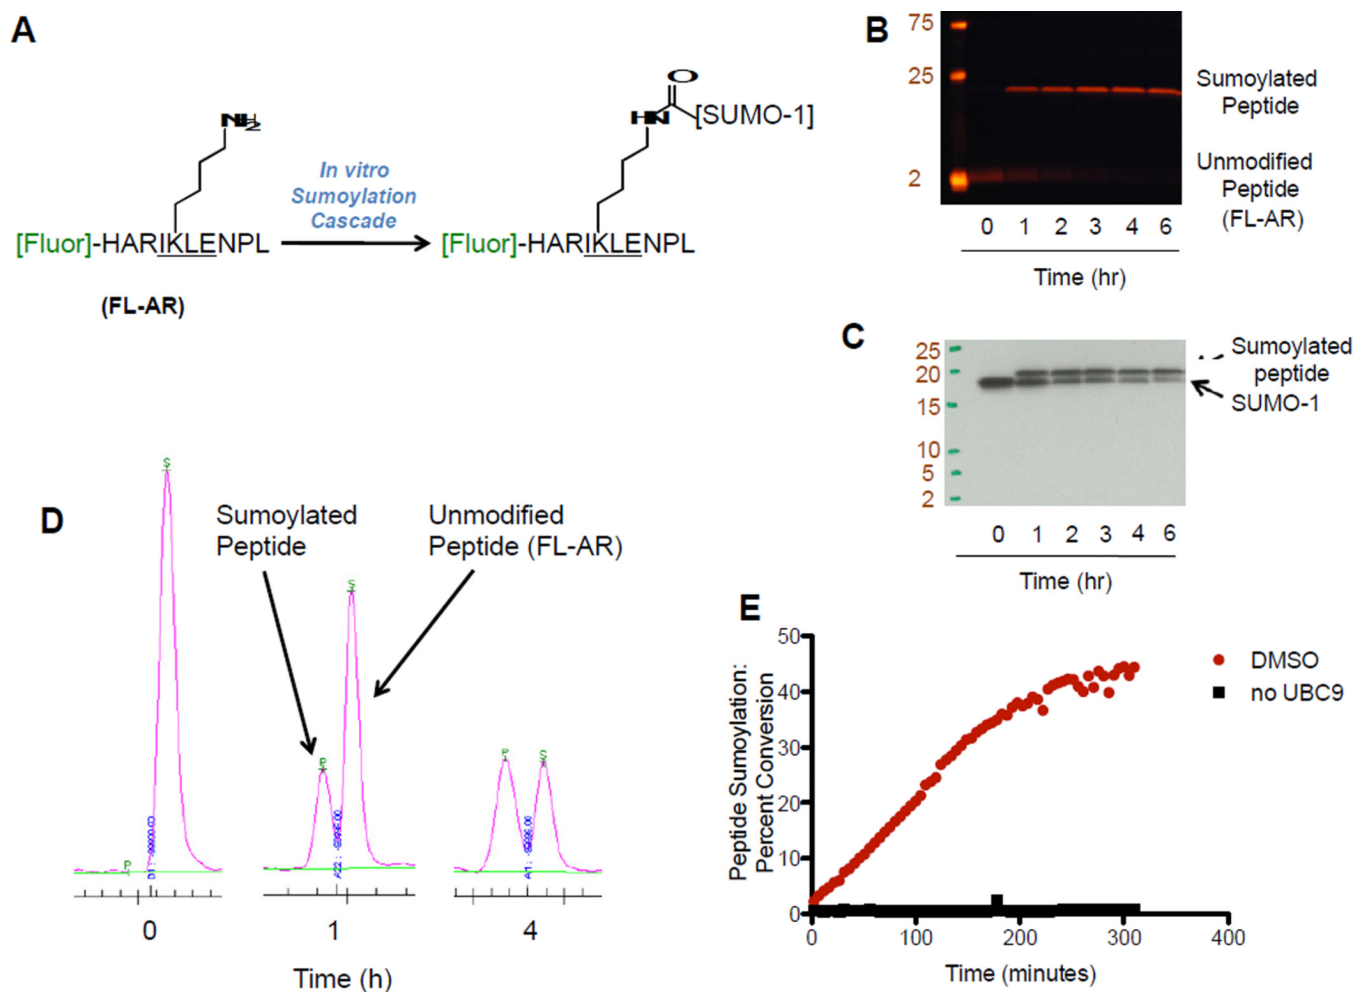 A
NH2
[Fluor]-HARIKLENPL
(FL-AR)
In vitro
Sumoylation
Cascade
O
HN
[SUMO-1]
[Fluor]-HARIKLENPL
B
75
25
2
Sumoylated
Peptide
Unmodified
Peptide
(FL-AR)
0 1 2 3 4 6
Time (hr)
C
25
20
15
10
5
2
Sumoylated
peptide
SUMO-1
0 1 2 3 4 6
Time (hr)
D
Sumoylated
Peptide
Unmodified
Peptide (FL-AR)
S
P
P
S
P
S
0 1 4
Time (h)
E
Peptide Sumoylation:
Percent Conversion
50
40
30
20
10
0
0 100 200 300 400
Time (minutes)
DMSO
no UBC9